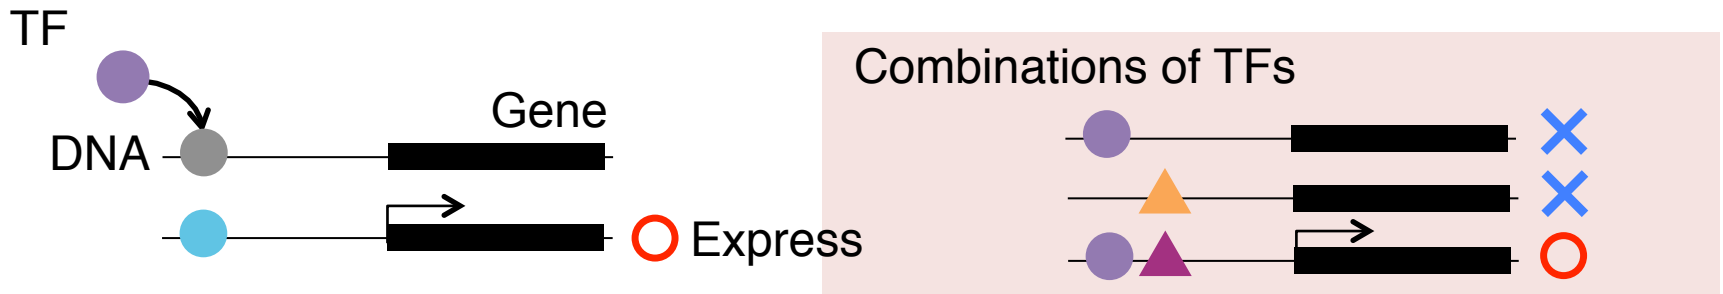 TF
Gene
DNA
Express
Combinations of TFs